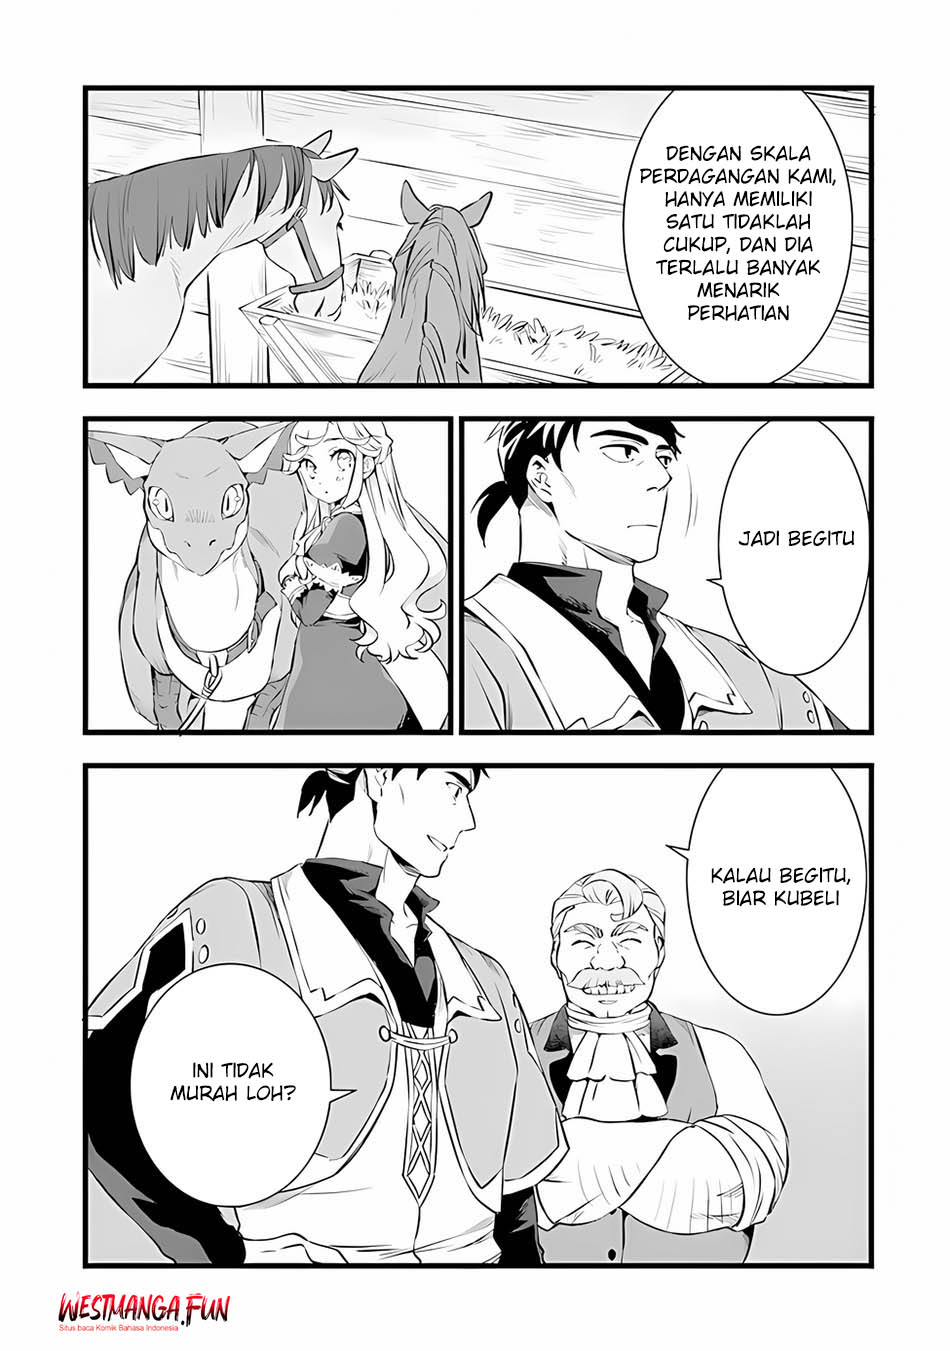 DENGAN SKALA
PERDAGANGAN KAMI,
HANYA MEMILIKI
SATU TIDAKLAH
CUKUP, DAN DIA
TERLALU BANYAK
MENARIK
PERHATIAN
JADI BEGITU
KALAU BEGITU,
BIAR KUBELI
INI TIDAK
MURAH LOH?
WESTMANGA.FUN
Situs baca Komik Bahasa Indonesia